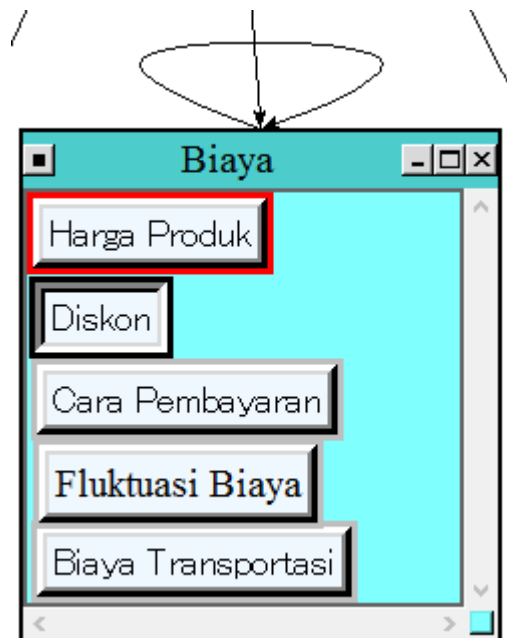 Biaya
Harga Produk
Diskon
Cara Pembayaran
Fluktuasi Biaya
Biaya Transportasi